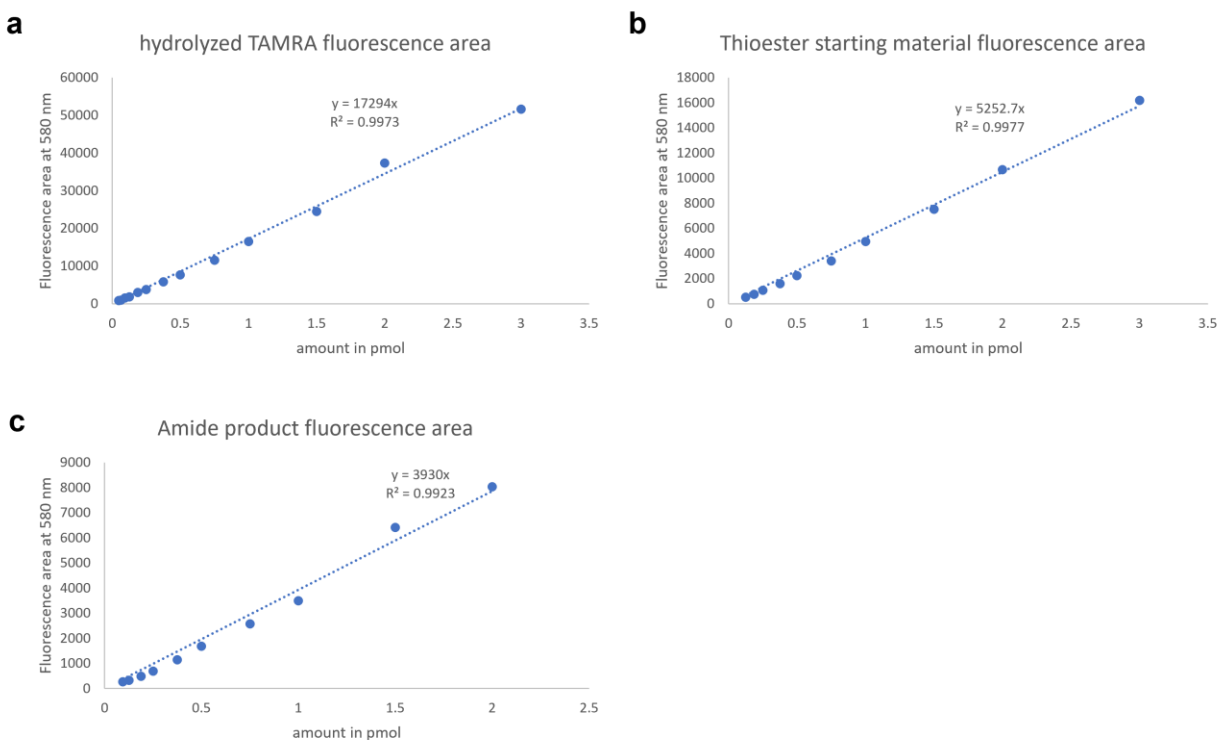 a
hydrolyzed TAMRA fluorescence area
Fluorescence area at 580 nm
60000
50000
40000
30000
20000
10000
0
y = 17294x
R² = 0.9973
0 0.5 1 1.5 2 2.5 3 3.5
amount in pmol
b
Thioester starting material fluorescence area
Fluorescence area at 580 nm
18000
16000
14000
12000
10000
8000
6000
4000
2000
0
y = 5252.7x
R² = 0.9977
0 0.5 1 1.5 2 2.5 3 3.5
amount in pmol
c
Amide product fluorescence area
Fluorescence area at 580 nm
9000
8000
7000
6000
5000
4000
3000
2000
1000
0
y = 3930x
R² = 0.9923
0 0.5 1 1.5 2 2.5
amount in pmol